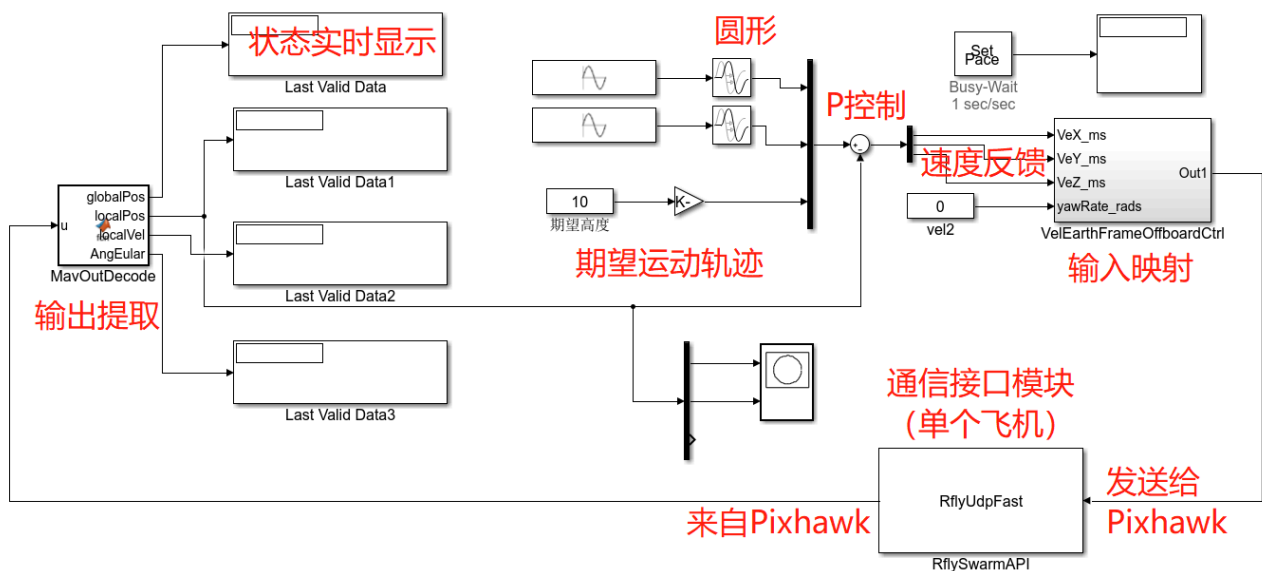 状态实时显示
Last Valid Data
Last Valid Data1
Last Valid Data2
Last Valid Data3
u
globalPos
localPos
localVel
AngEular
MavOutDecode
输出提取
圆形
10
期望高度
K-
期望运动轨迹
P控制
速度反馈
0
vel2
Set
Pace
Busy-Wait
1 sec/sec
VeX_ms
VeY_ms
VeZ_ms
yawRate_rads
Out1
VelEarthFrameOffboardCtrl
输入映射
通信接口模块
（单个飞机）
RflyUdpFast
RflySwarmAPI
来自Pixhawk
发送给
Pixhawk